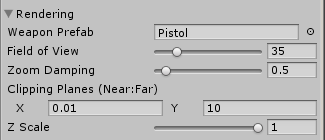 Rendering
Weapon Prefab Pistol
Field of View 35
Zoom Damping 0.5
Clipping Planes (Near:Far)
X 0.01 Y 10
Z Scale 1